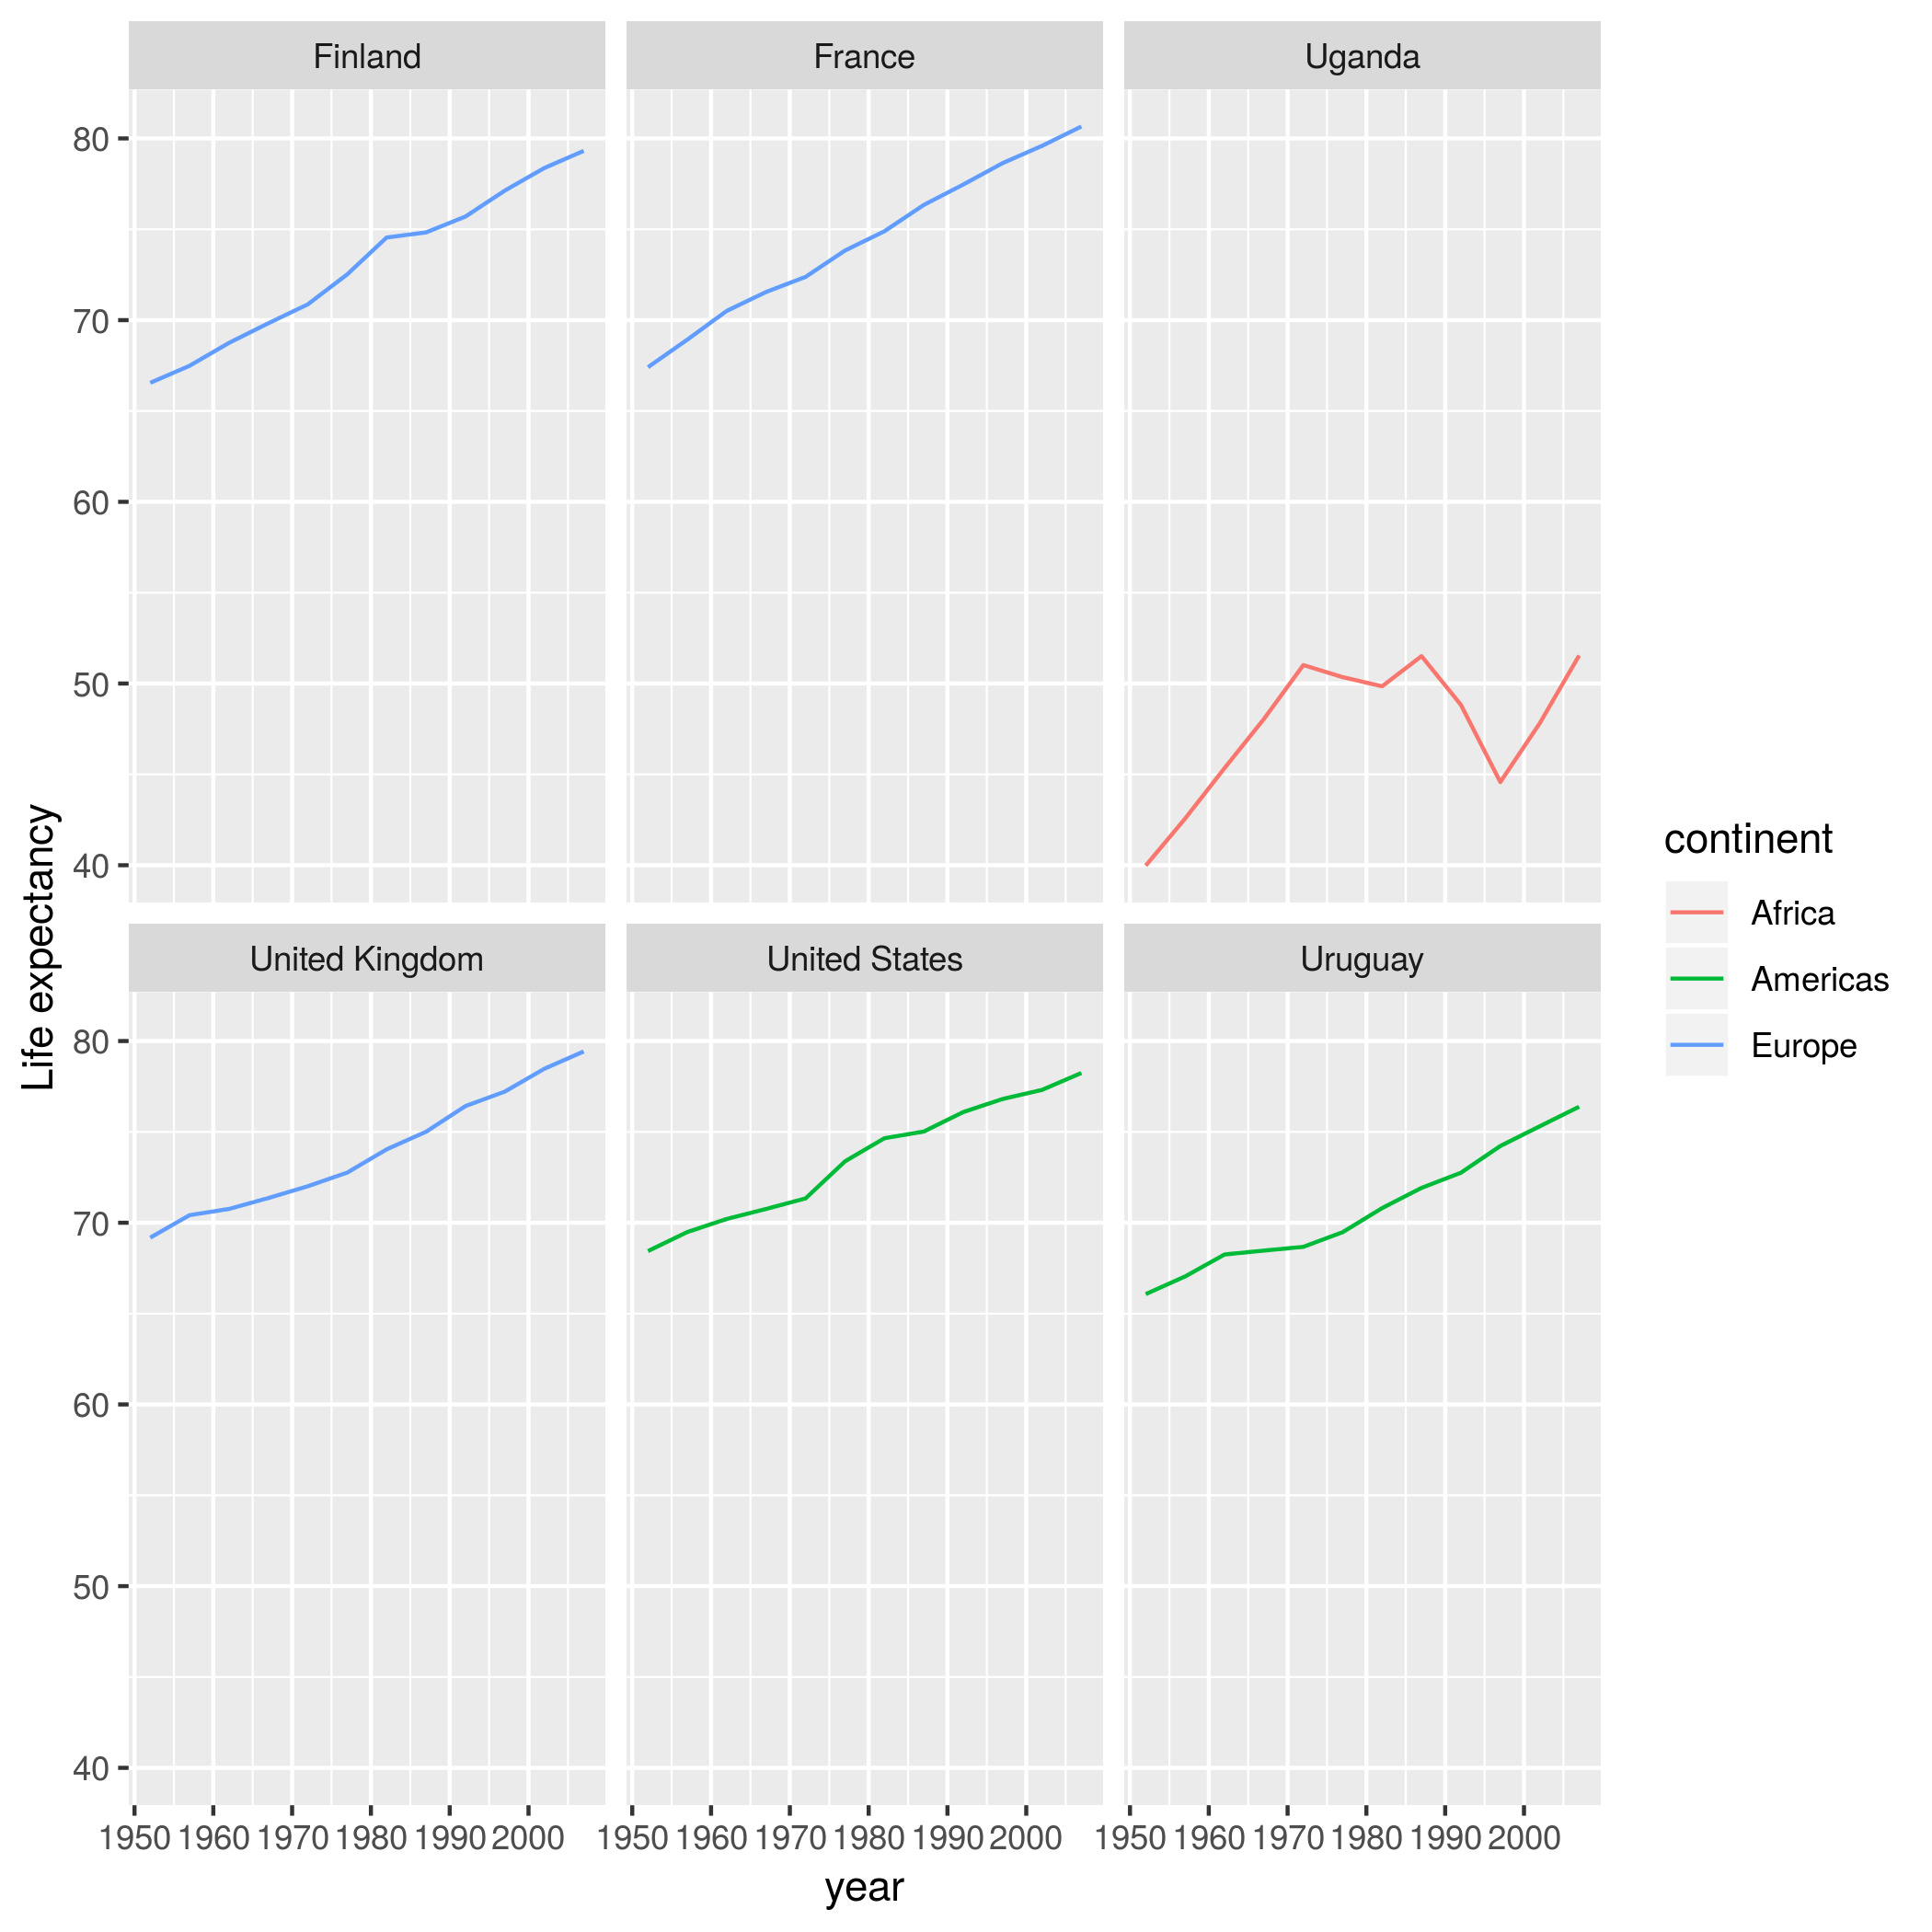 Finland
France
Uganda
80
70
60
50
40
United Kingdom
United States
Uruguay
80
70
60
50
40
1950 1960 1970 1980 1990 2000
1950 1960 1970 1980 1990 2000
1950 1960 1970 1980 1990 2000
year
Life expectancy
continent
Africa
Americas
Europe